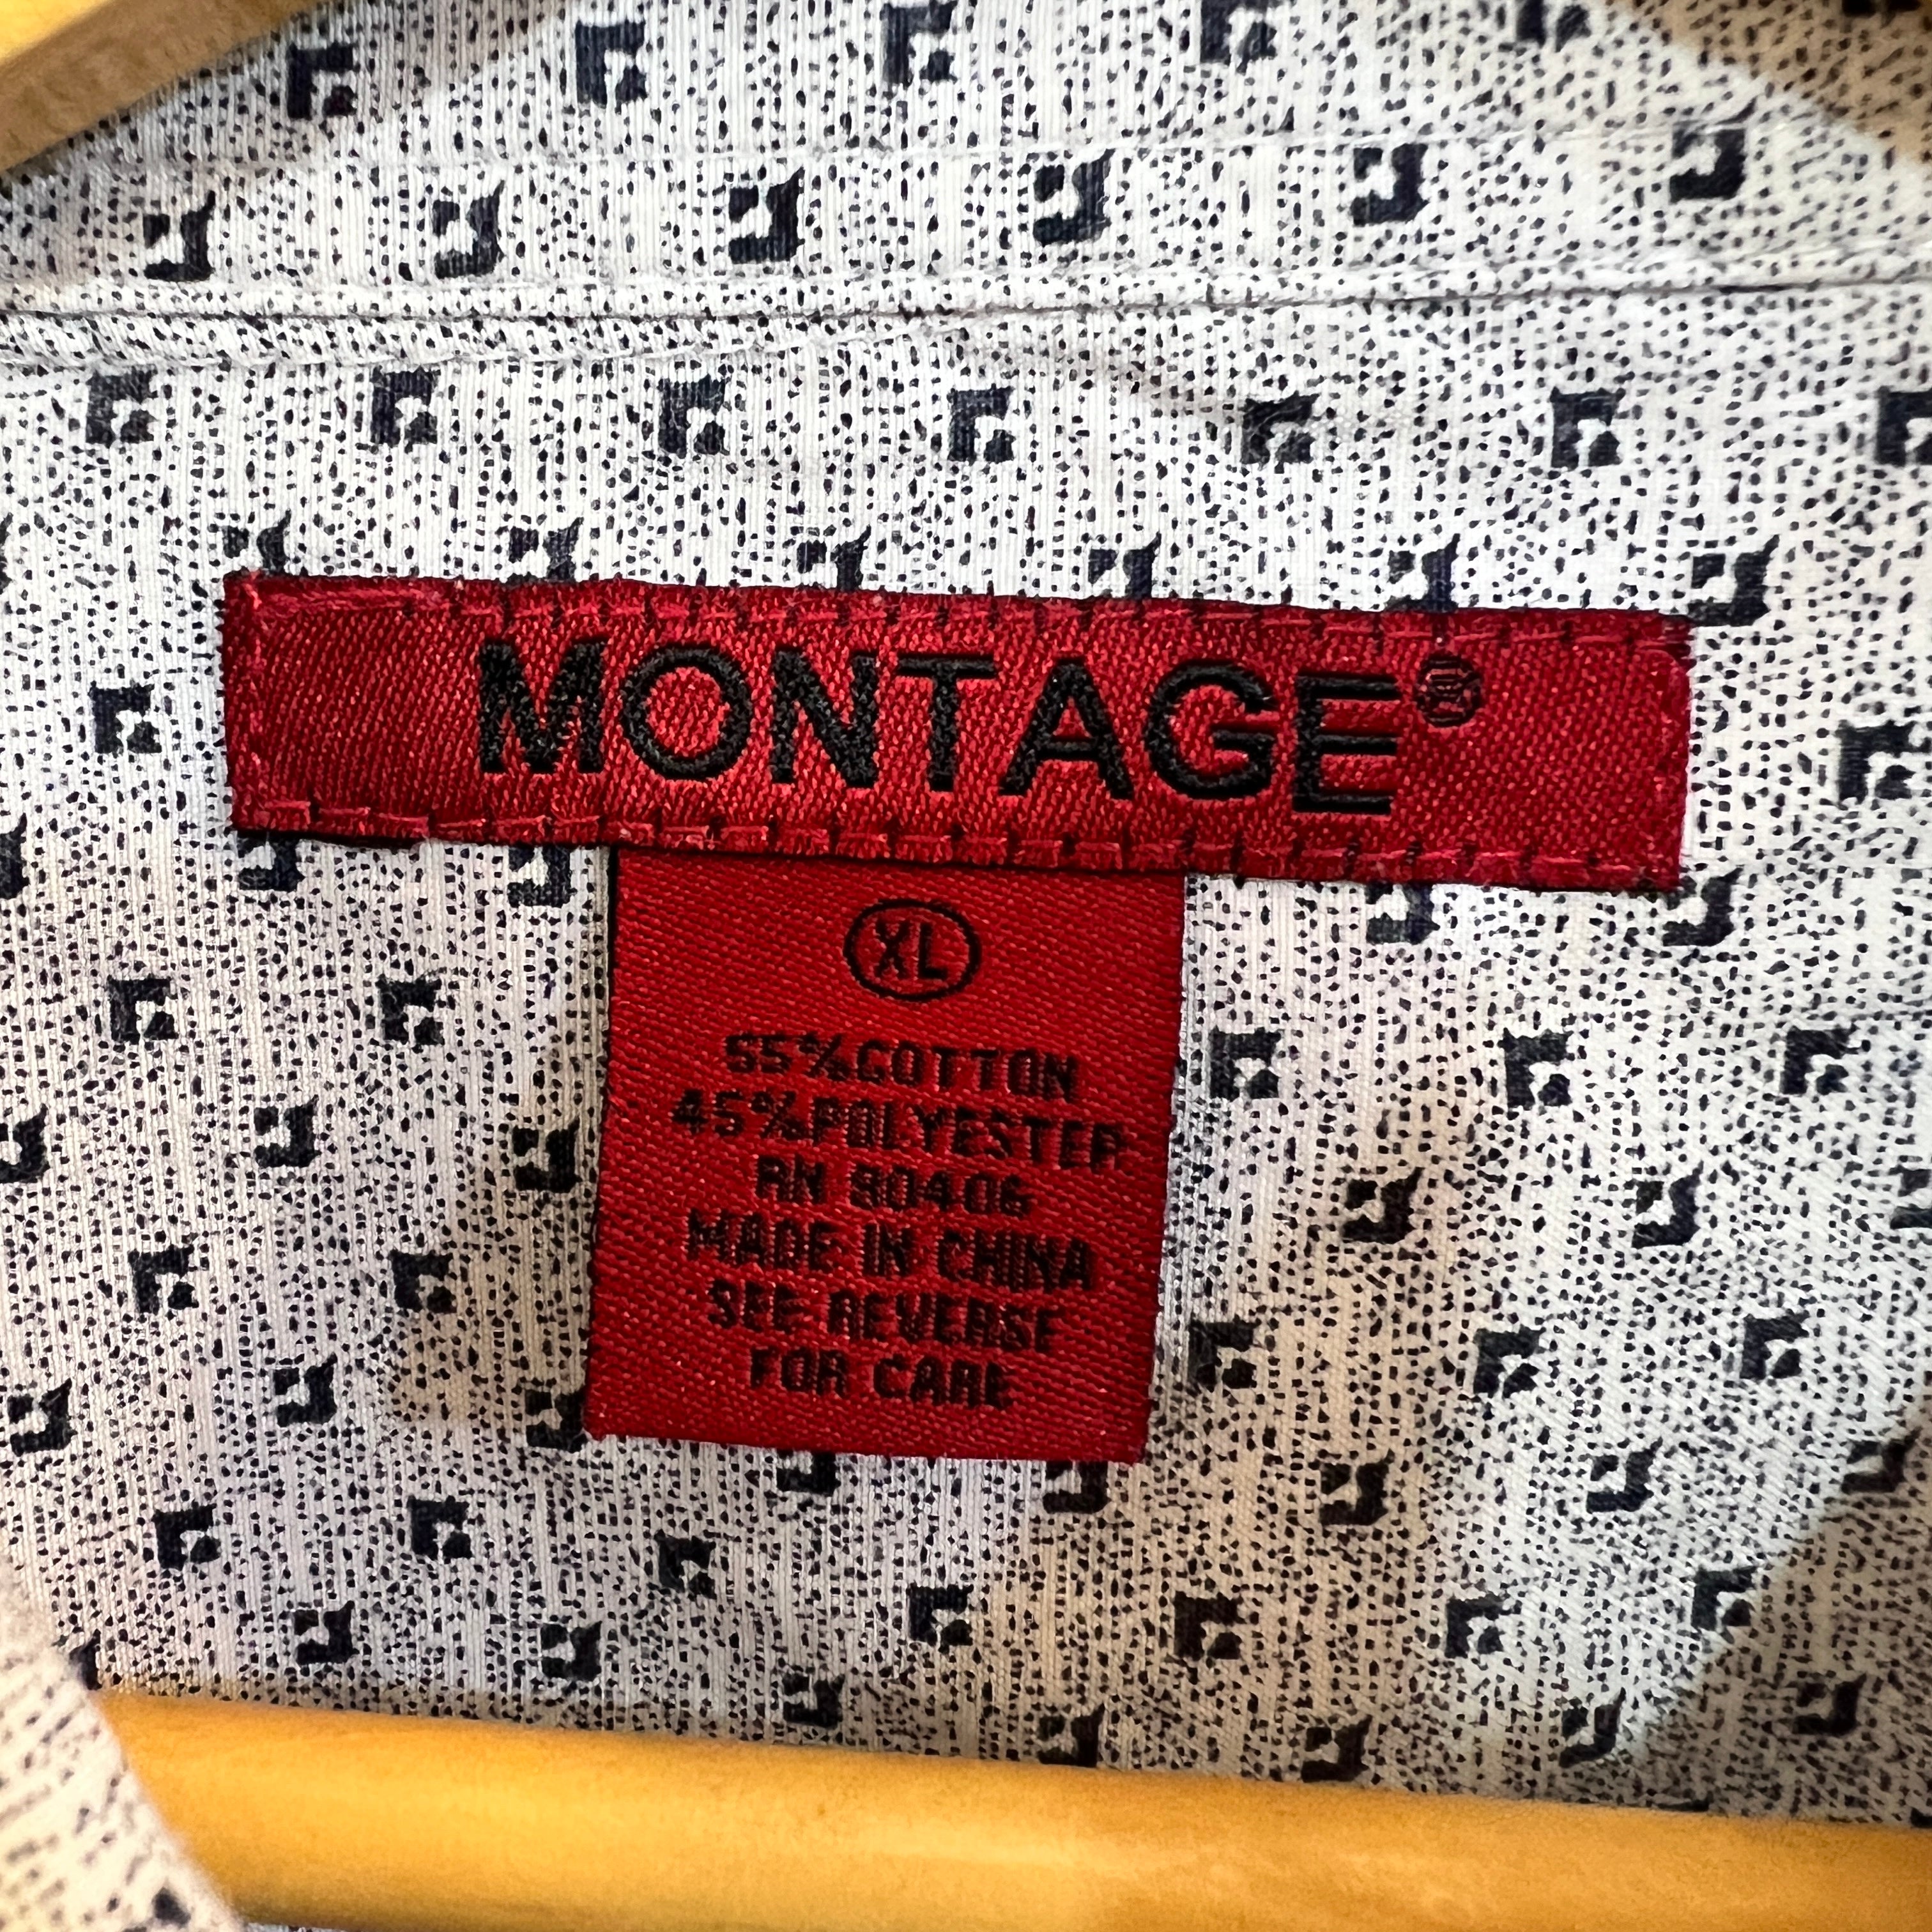 MONTAGE®
XL
55%COTTON
45%POLYESTER
RN 90406
MADE IN CHINA
SEE REVERSE
FOR CARE